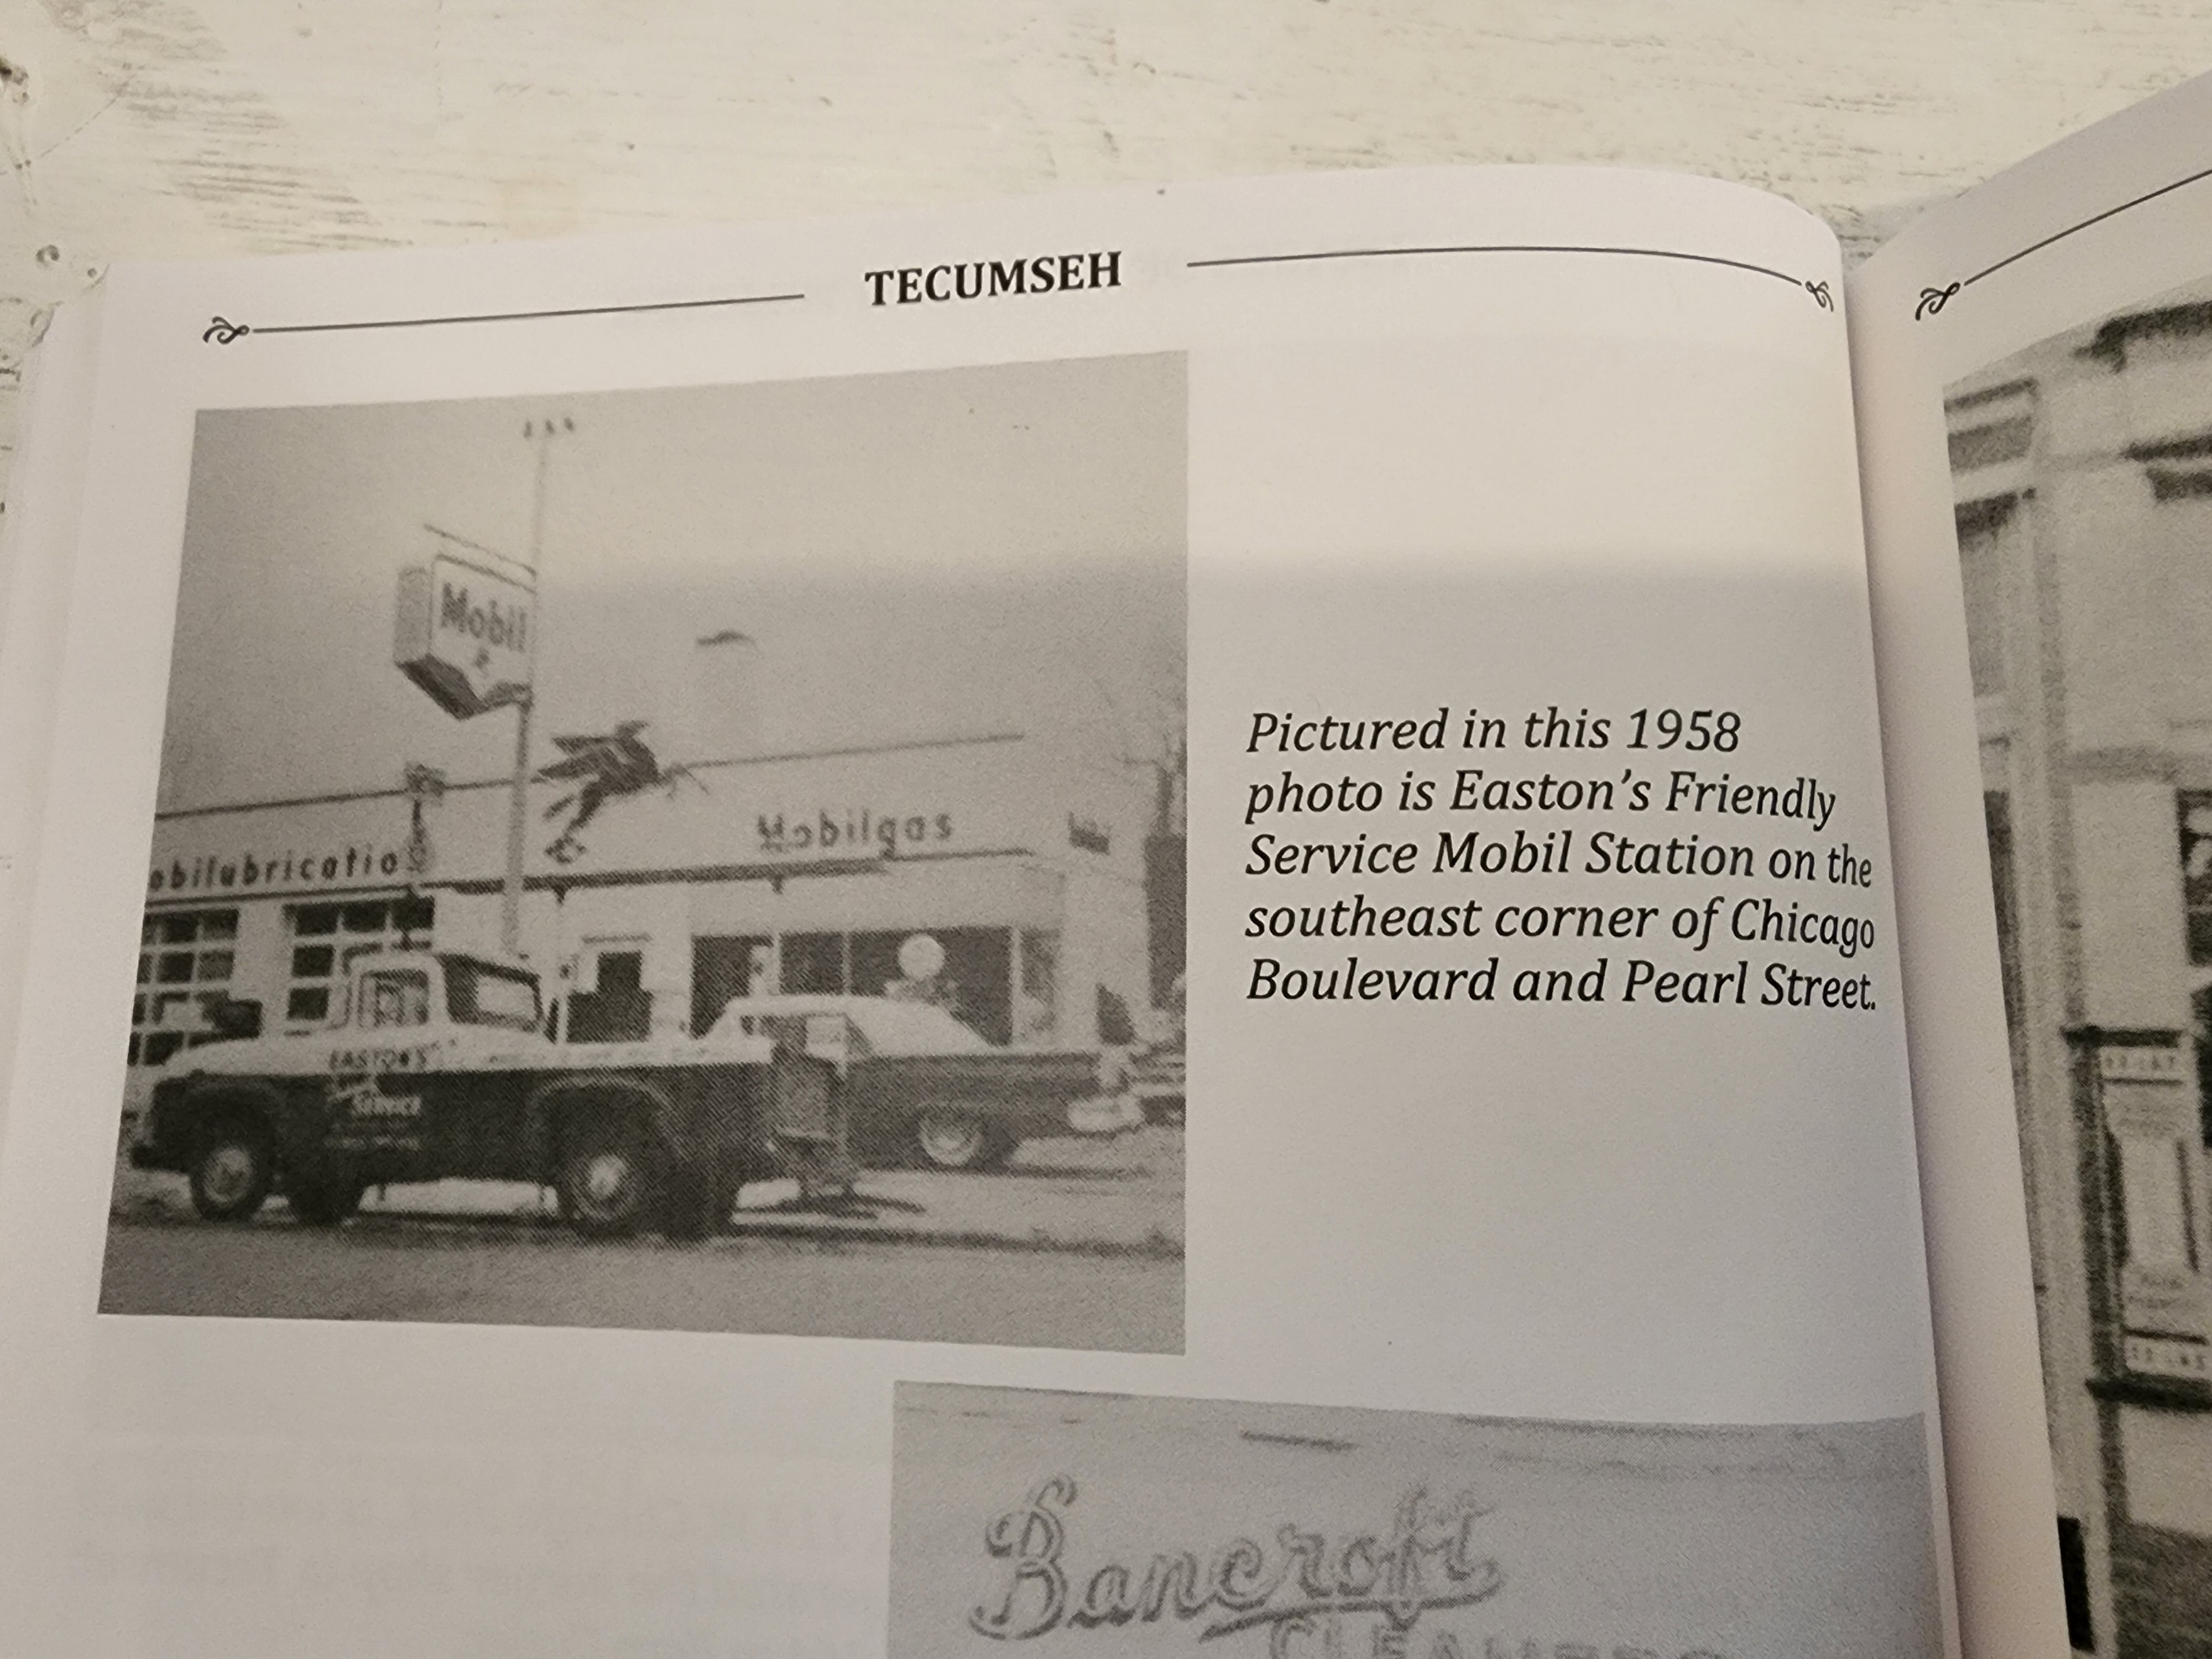 TECUMSEH
Mobil
Mobilgas
obilubricatio
EASTON'S
Service
Pictured in this 1958
photo is Easton’s Friendly
Service Mobil Station on the
southeast corner of Chicago
Boulevard and Pearl Street.
Bancroft
CLEANERS